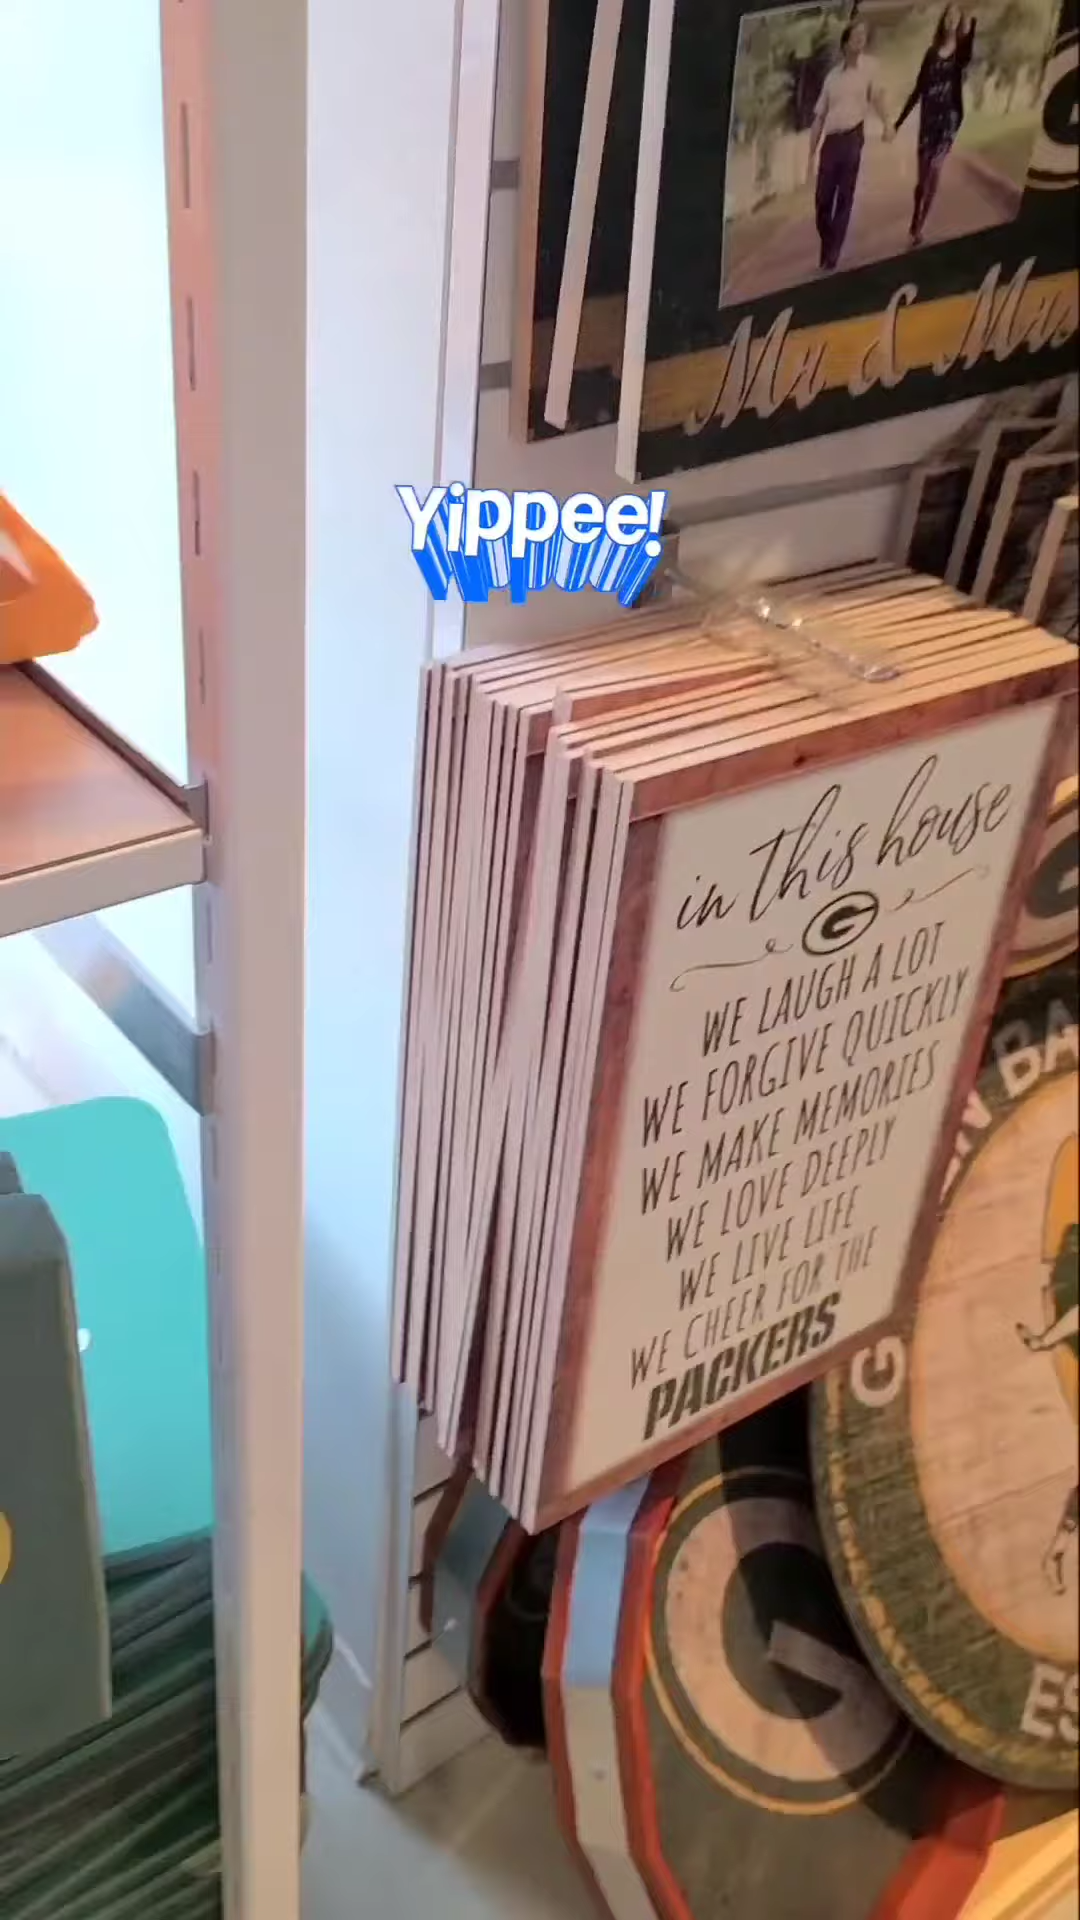 Mr & Mrs
Yippee!
in this house
G
WE LAUGH A LOT
WE FORGIVE QUICKLY
WE MAKE MEMORIES
WE LOVE DEEPLY
WE LIVE LIFE
WE CHEER FOR THE
PACKERS